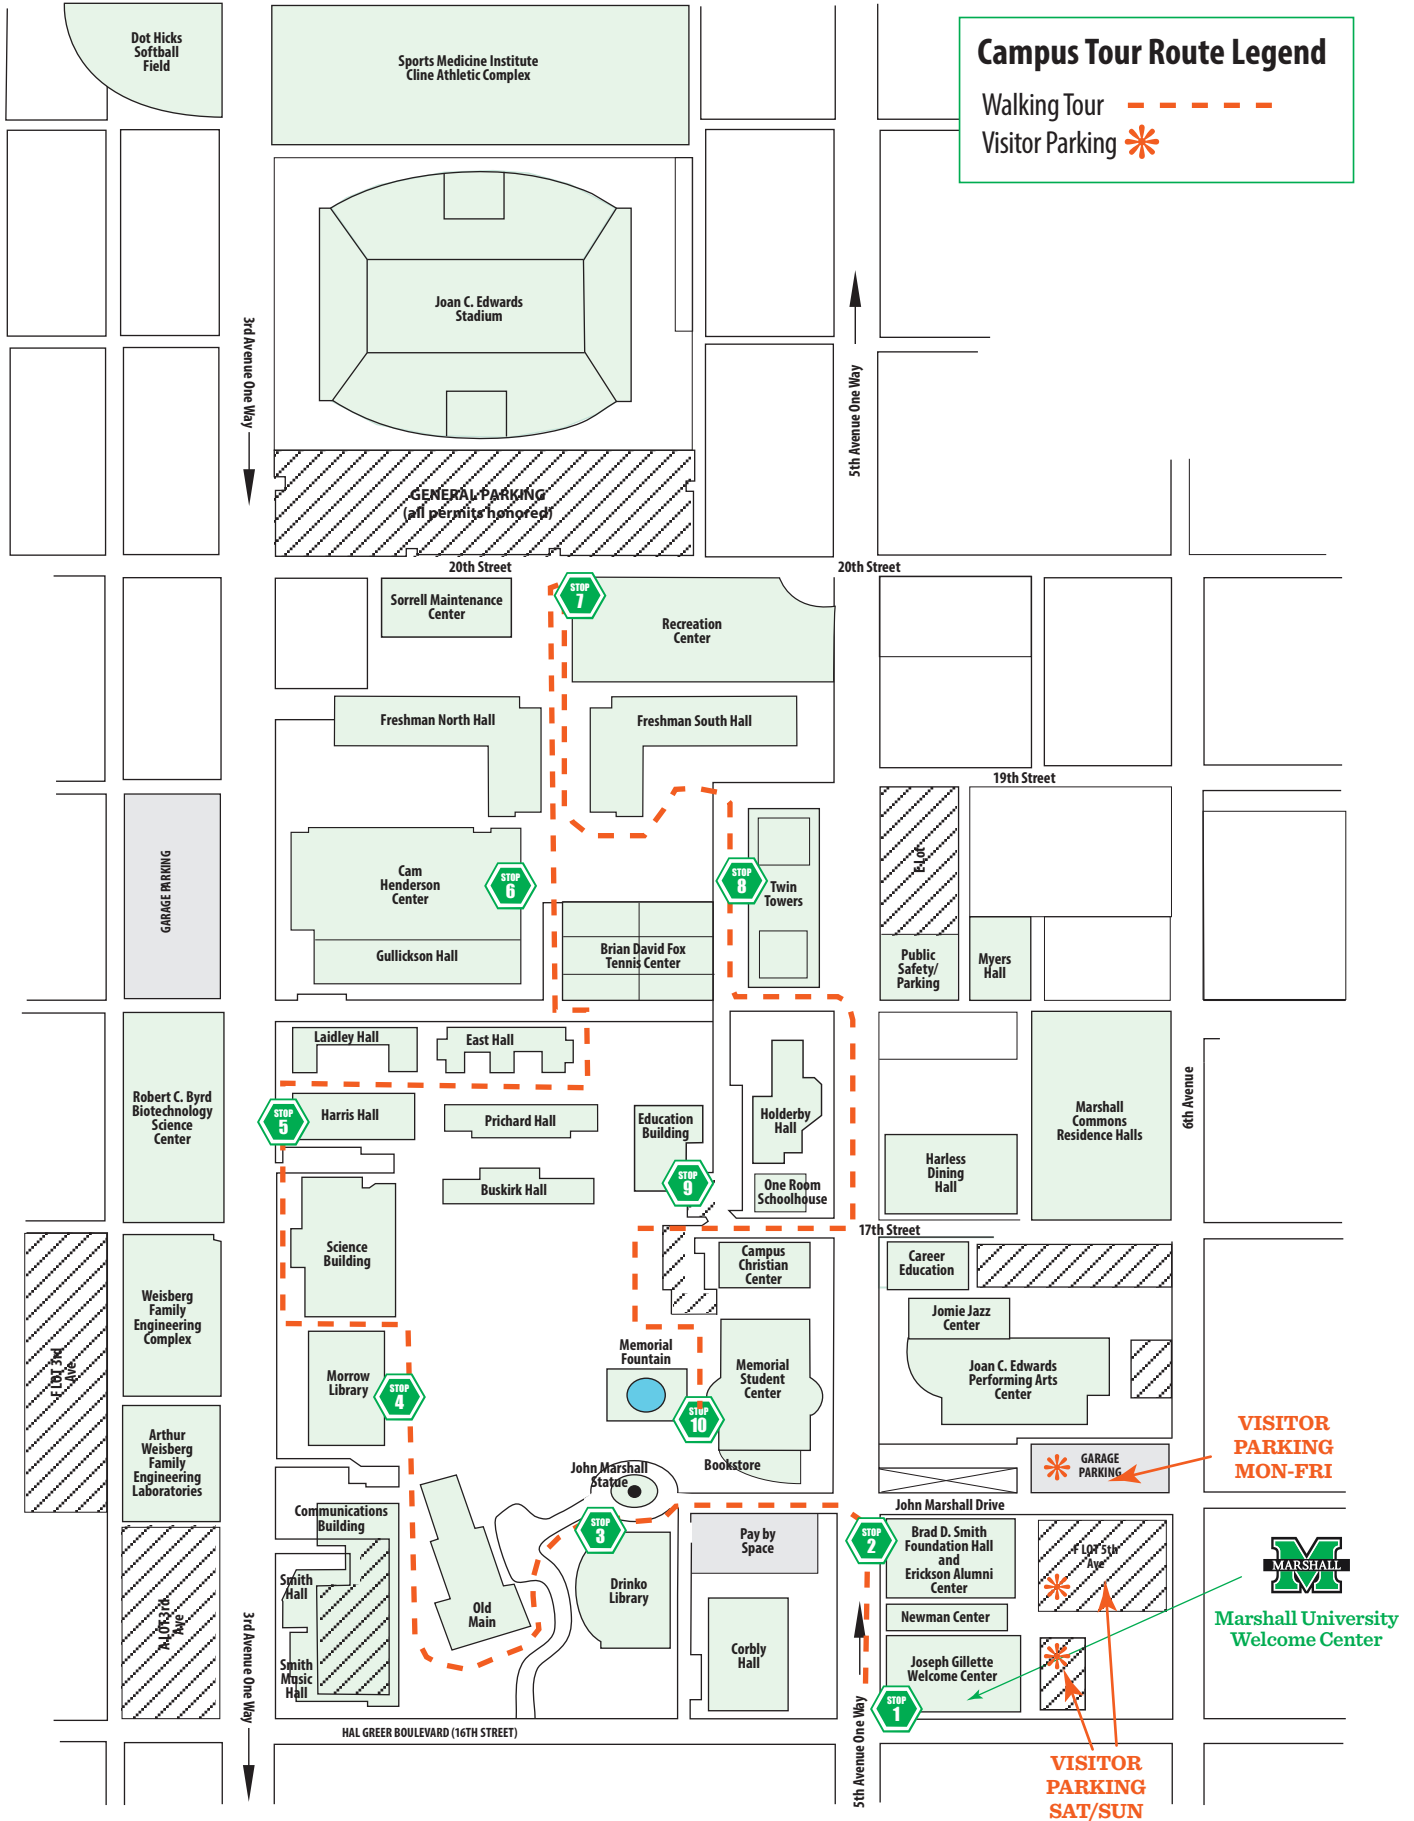 Dot Hicks
Softball
Field
Sports Medicine Institute
Cline Athletic Complex
Campus Tour Route Legend
Walking Tour
Visitor Parking
Joan C. Edwards
Stadium
3rd Avenue One Way
5th Avenue One Way
GENERAL PARKING
(all permits honored)
20th Street
20th Street
Sorrell Maintenance
Center
STOP
7
Recreation
Center
Freshman North Hall
Freshman South Hall
19th Street
GARAGE PARKING
Cam
Henderson
Center
STOP
6
Gullickson Hall
Brian David Fox
Tennis Center
STOP
8
Twin
Towers
E Lot
Public
Safety/
Parking
Myers
Hall
Laidley Hall
East Hall
Robert C. Byrd
Biotechnology
Science
Center
STOP
5
Harris Hall
Prichard Hall
Education
Building
Holderby
Hall
Marshall
Commons
Residence Halls
6th Avenue
Harless
Dining
Hall
Buskirk Hall
STOP
9
One Room
Schoolhouse
17th Street
Science
Building
Campus
Christian
Center
Career
Education
Weisberg
Family
Engineering
Complex
Jomie Jazz
Center
F LOT 3rd
Ave
Morrow
Library
STOP
4
Memorial
Fountain
Memorial
Student
Center
STOP
10
Joan C. Edwards
Performing Arts
Center
Arthur
Weisberg
Family
Engineering
Laboratories
VISITOR
PARKING
MON-FRI
GARAGE
PARKING
Bookstore
John Marshall
Statue
John Marshall Drive
Communications
Building
STOP
3
Pay by
Space
STOP
2
Brad D. Smith
Foundation Hall
and
Erickson Alumni
Center
F LOT 5th
Ave
MARSHALL
Smith
Hall
Old
Main
Drinko
Library
Newman Center
Marshall University
Welcome Center
A LOT 3rd
Ave
Smith
Music
Hall
Corbly
Hall
Joseph Gillette
Welcome Center
STOP
1
3rd Avenue One Way
HAL GREER BOULEVARD (16TH STREET)
5th Avenue One Way
VISITOR
PARKING
SAT/SUN